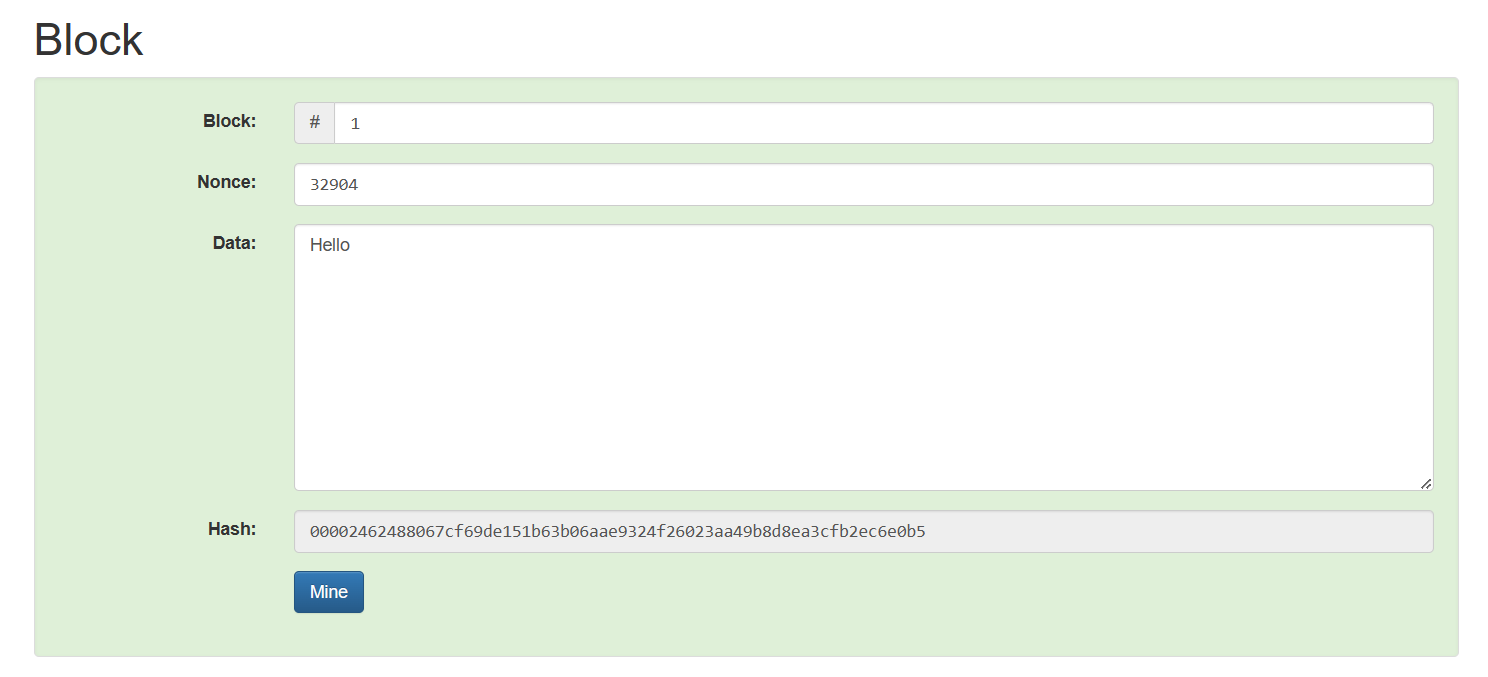 Block
Block: # 1
Nonce: 32904
Data: Hello
Hash: 00002462488067cf69de151b63b06aae9324f26023aa49b8d8ea3cfb2ec6e0b5
Mine